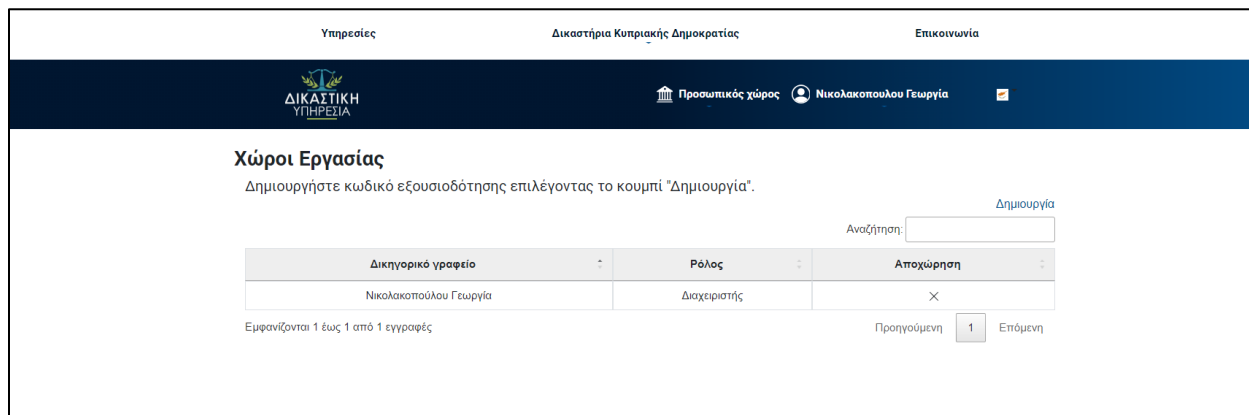 Υπηρεσίες Δικαστήρια Κυπριακής Δημοκρατίας Επικοινωνία
ΔΙΚΑΣΤΙΚΗ
ΥΠΗΡΕΣΙΑ
Προσωπικός χώρος Νικολακοπουλου Γεωργία
Χώροι Εργασίας
Δημιουργήστε κωδικό εξουσιοδότησης επιλέγοντας το κουμπί "Δημιουργία".
Δημιουργία
Αναζήτηση:
Δικηγορικό γραφείο Ρόλος Αποχώρηση
Νικολακοπούλου Γεωργία Διαχειριστής
Εμφανίζονται 1 έως 1 από 1 εγγραφές Προηγούμενη 1 Επόμενη